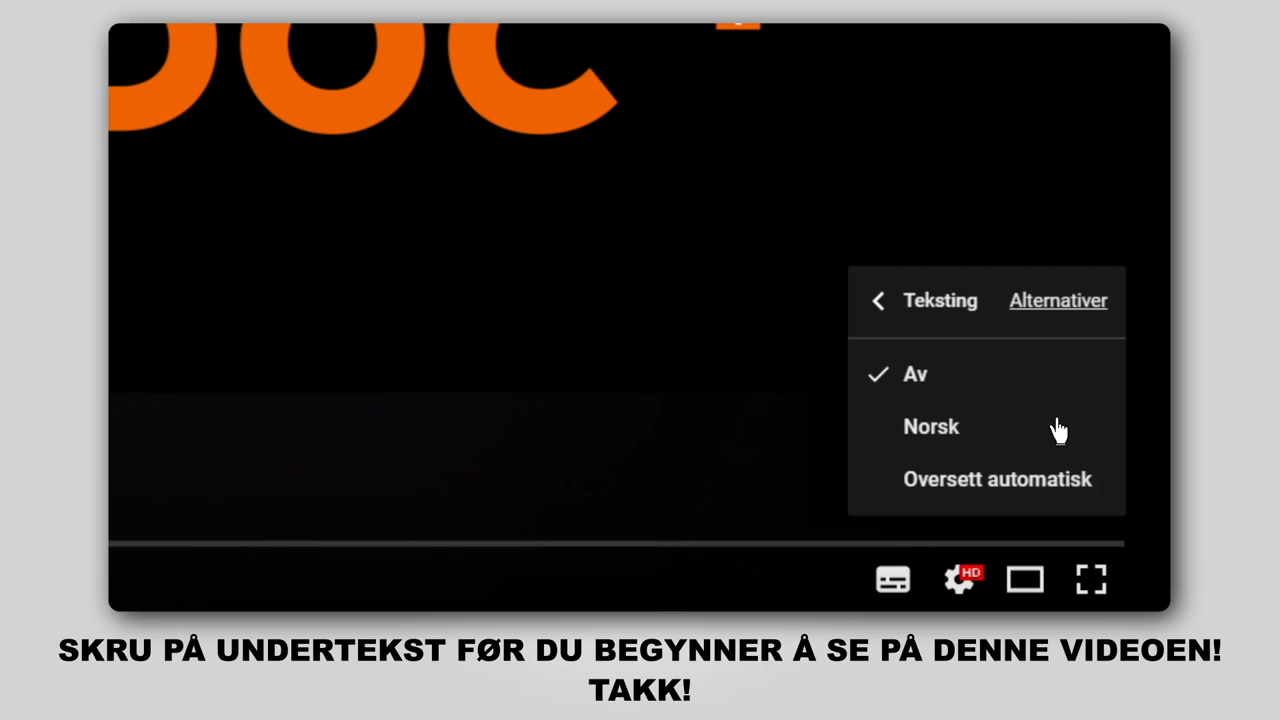 Teksting Alternativer
Av
Norsk
Oversett automatisk
HD
SKRU PÅ UNDERTEKST FØR DU BEGYNNER Å SE PÅ DENNE VIDEOEN!
TAKK!